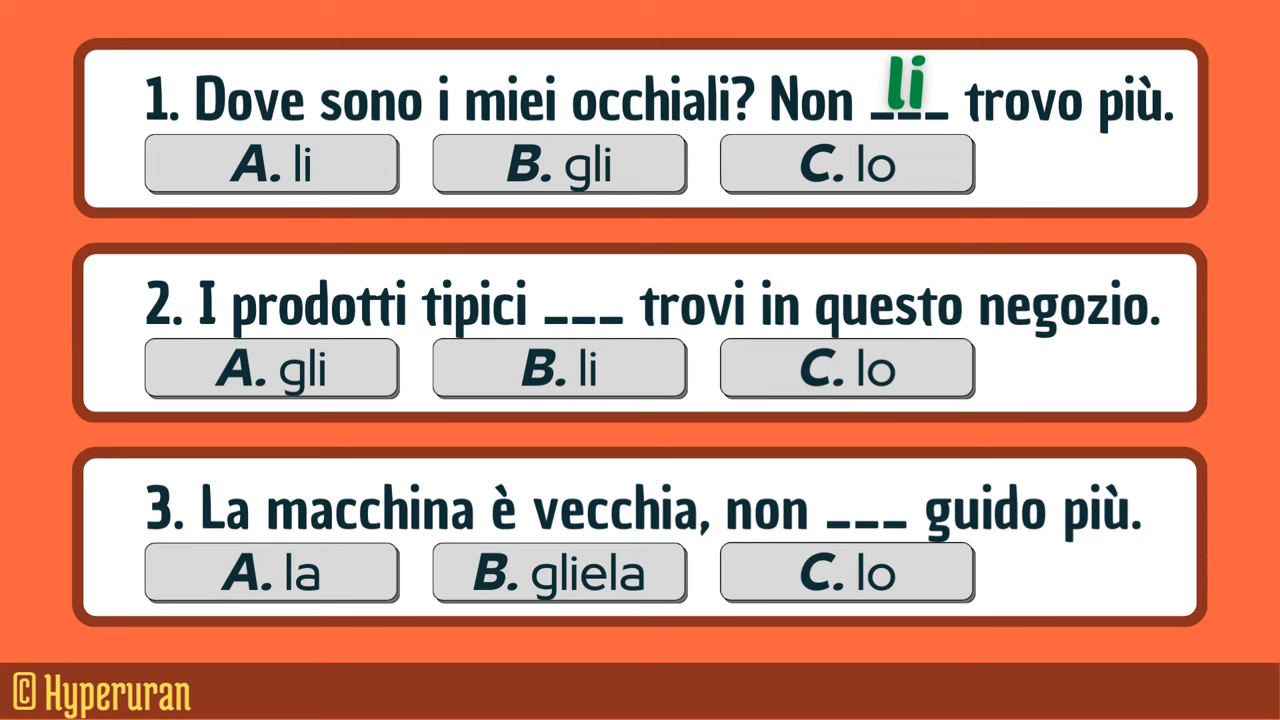 1. Dove sono i miei occhiali? Non li trovo più.
A. li B. gli C. lo
2. I prodotti tipici ___ trovi in questo negozio.
A. gli B. li C. lo
3. La macchina è vecchia, non ___ guido più.
A. la B. gliela C. lo
© Hyperuran